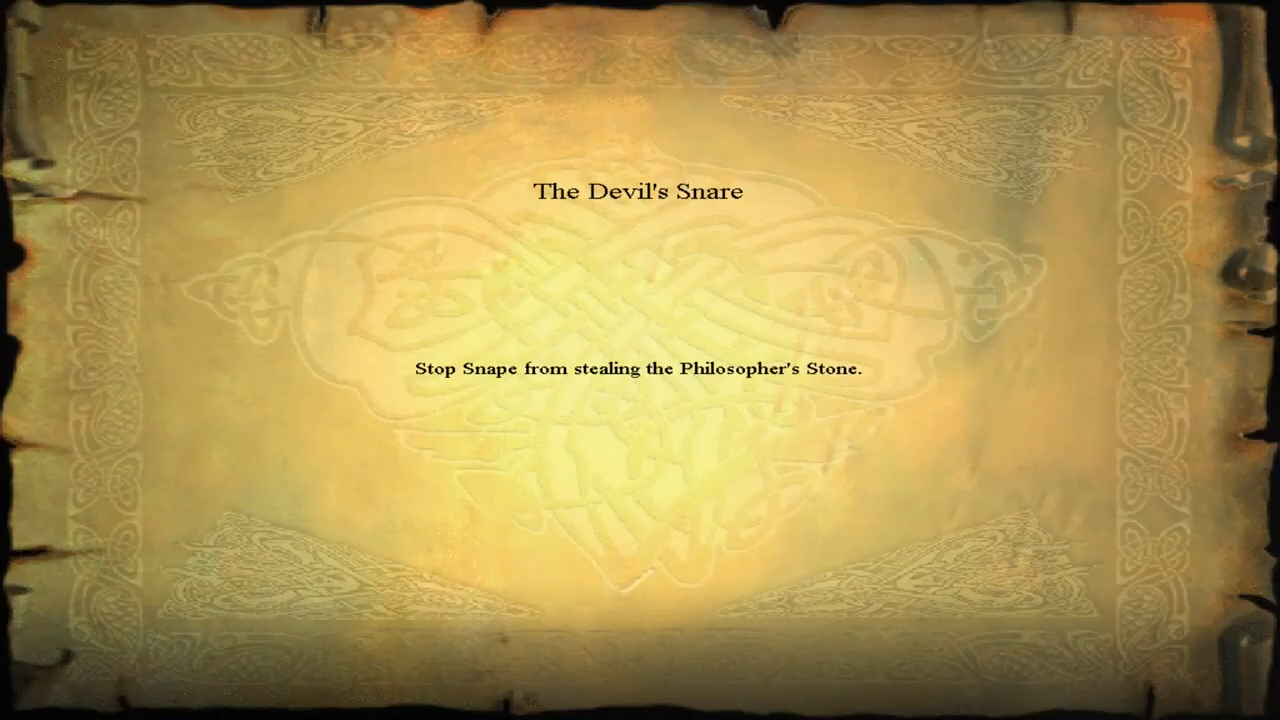 The Devil's Snare
Stop Snape from stealing the Philosopher's Stone.